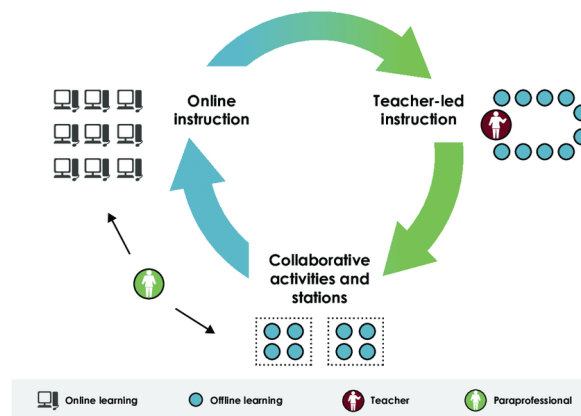 Online
instruction
Teacher-led
instruction
Collaborative
activities and
stations
Online learning
Offline learning
Teacher
Paraprofessional